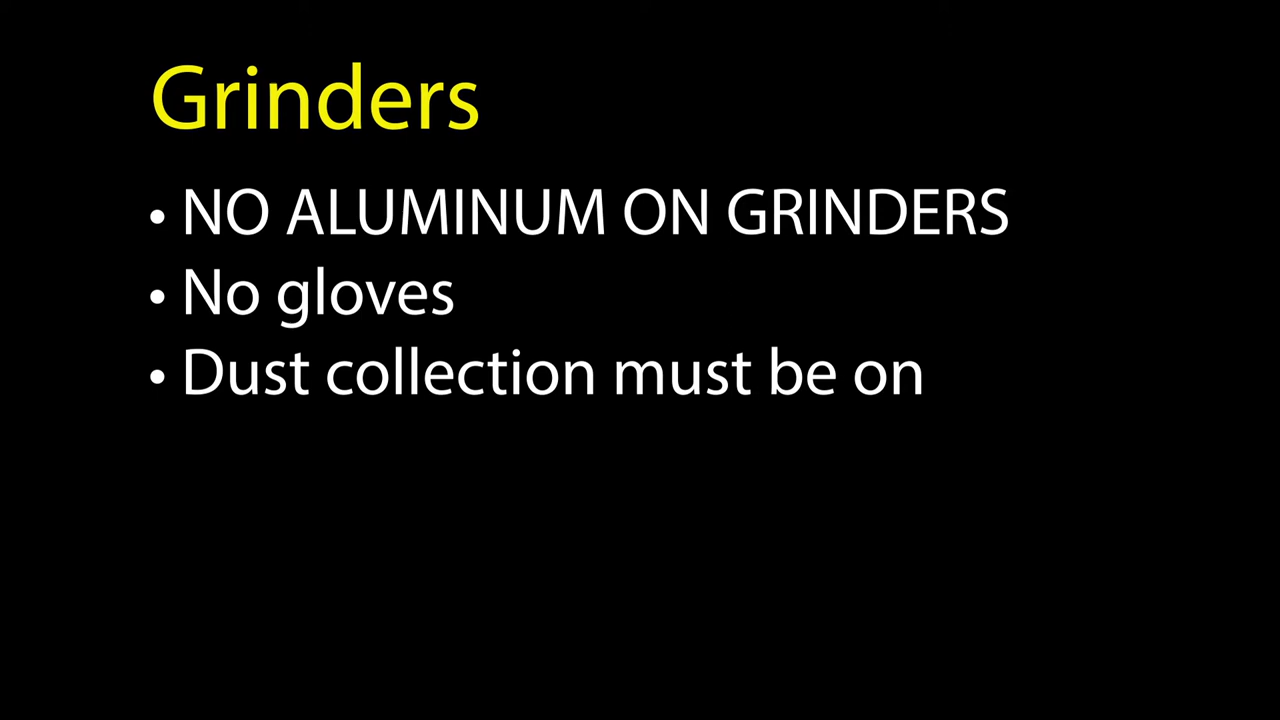 Grinders
• NO ALUMINUM ON GRINDERS
• No gloves
• Dust collection must be on